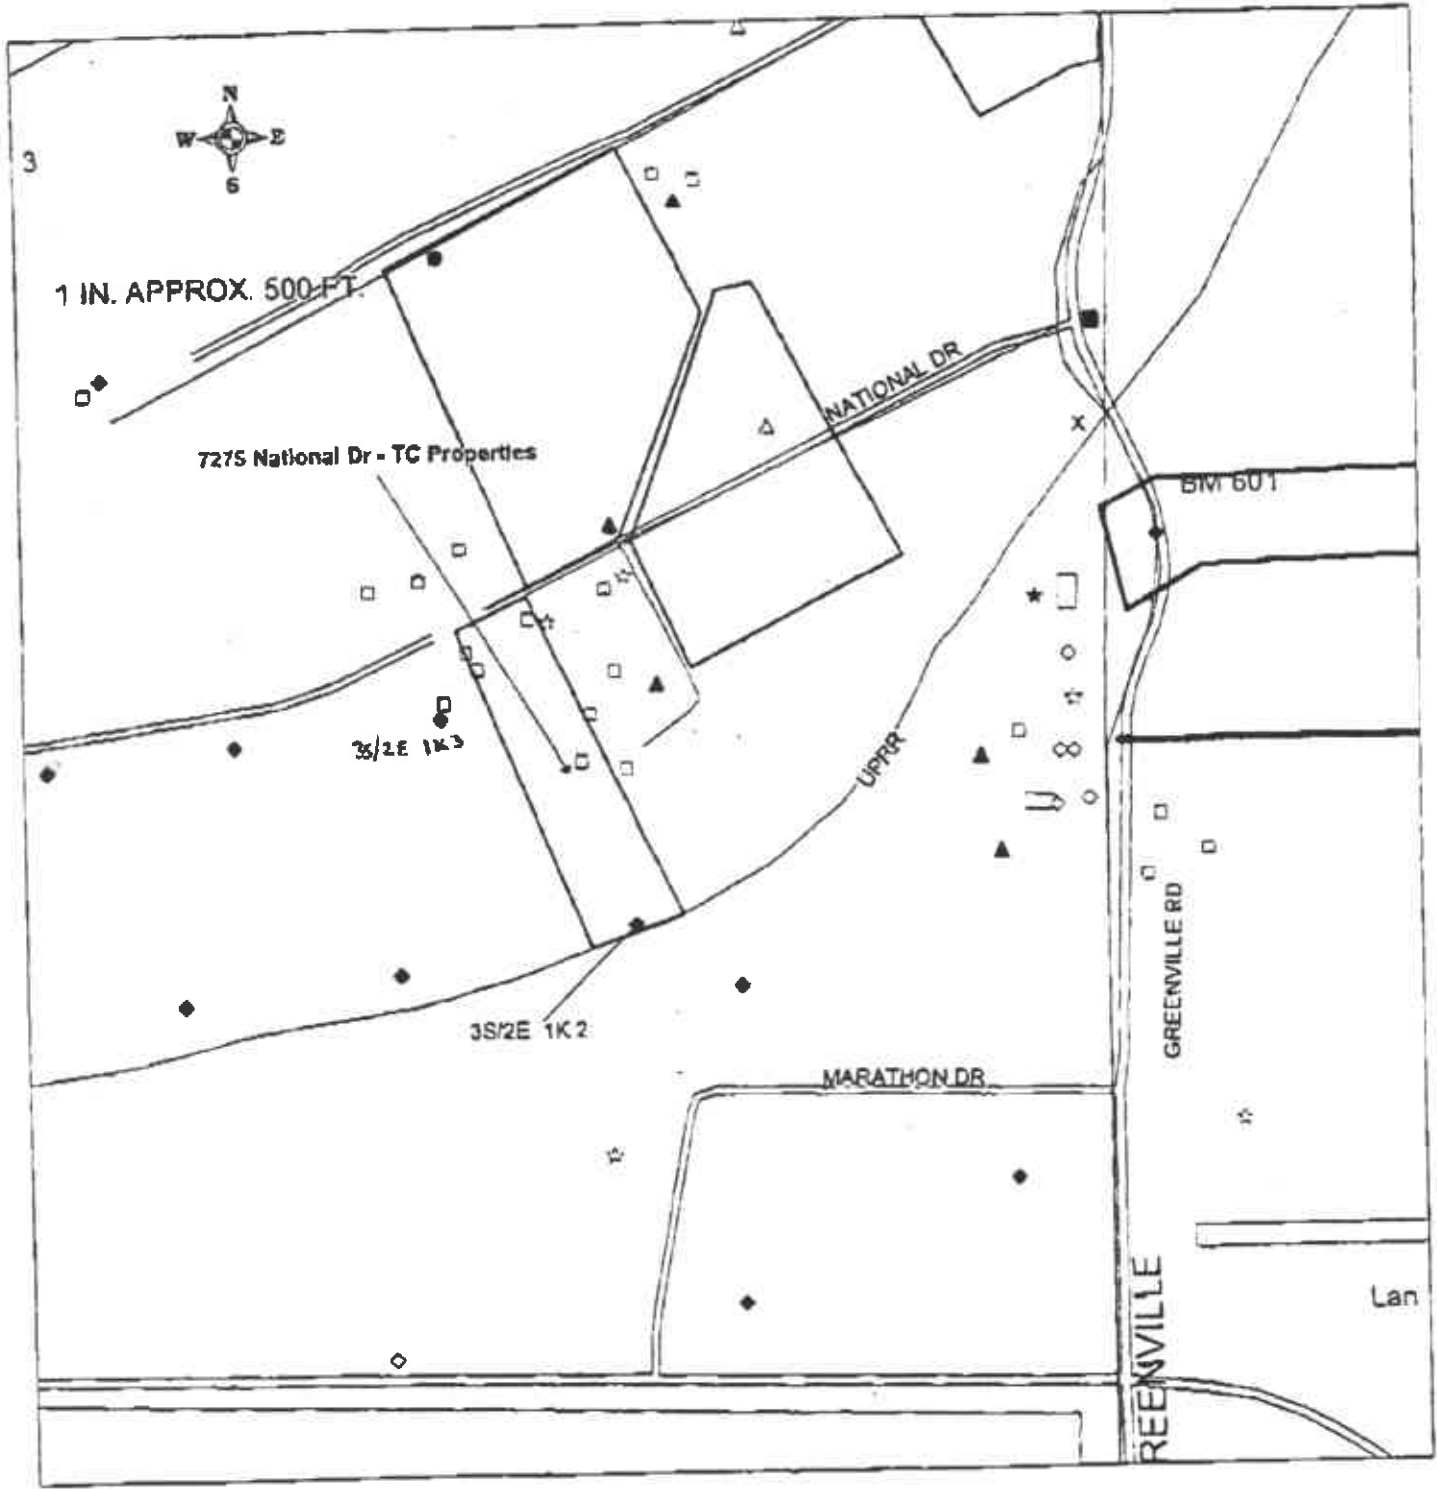 N
W E
S
3
1 IN. APPROX. 500 FT.
NATIONAL DR
7275 National Dr - TC Properties
BM 601
3S/2E 1K3
UPRR
GREENVILLE RD
3S/2E 1K2
MARATHON DR
REENVILLE
Lan